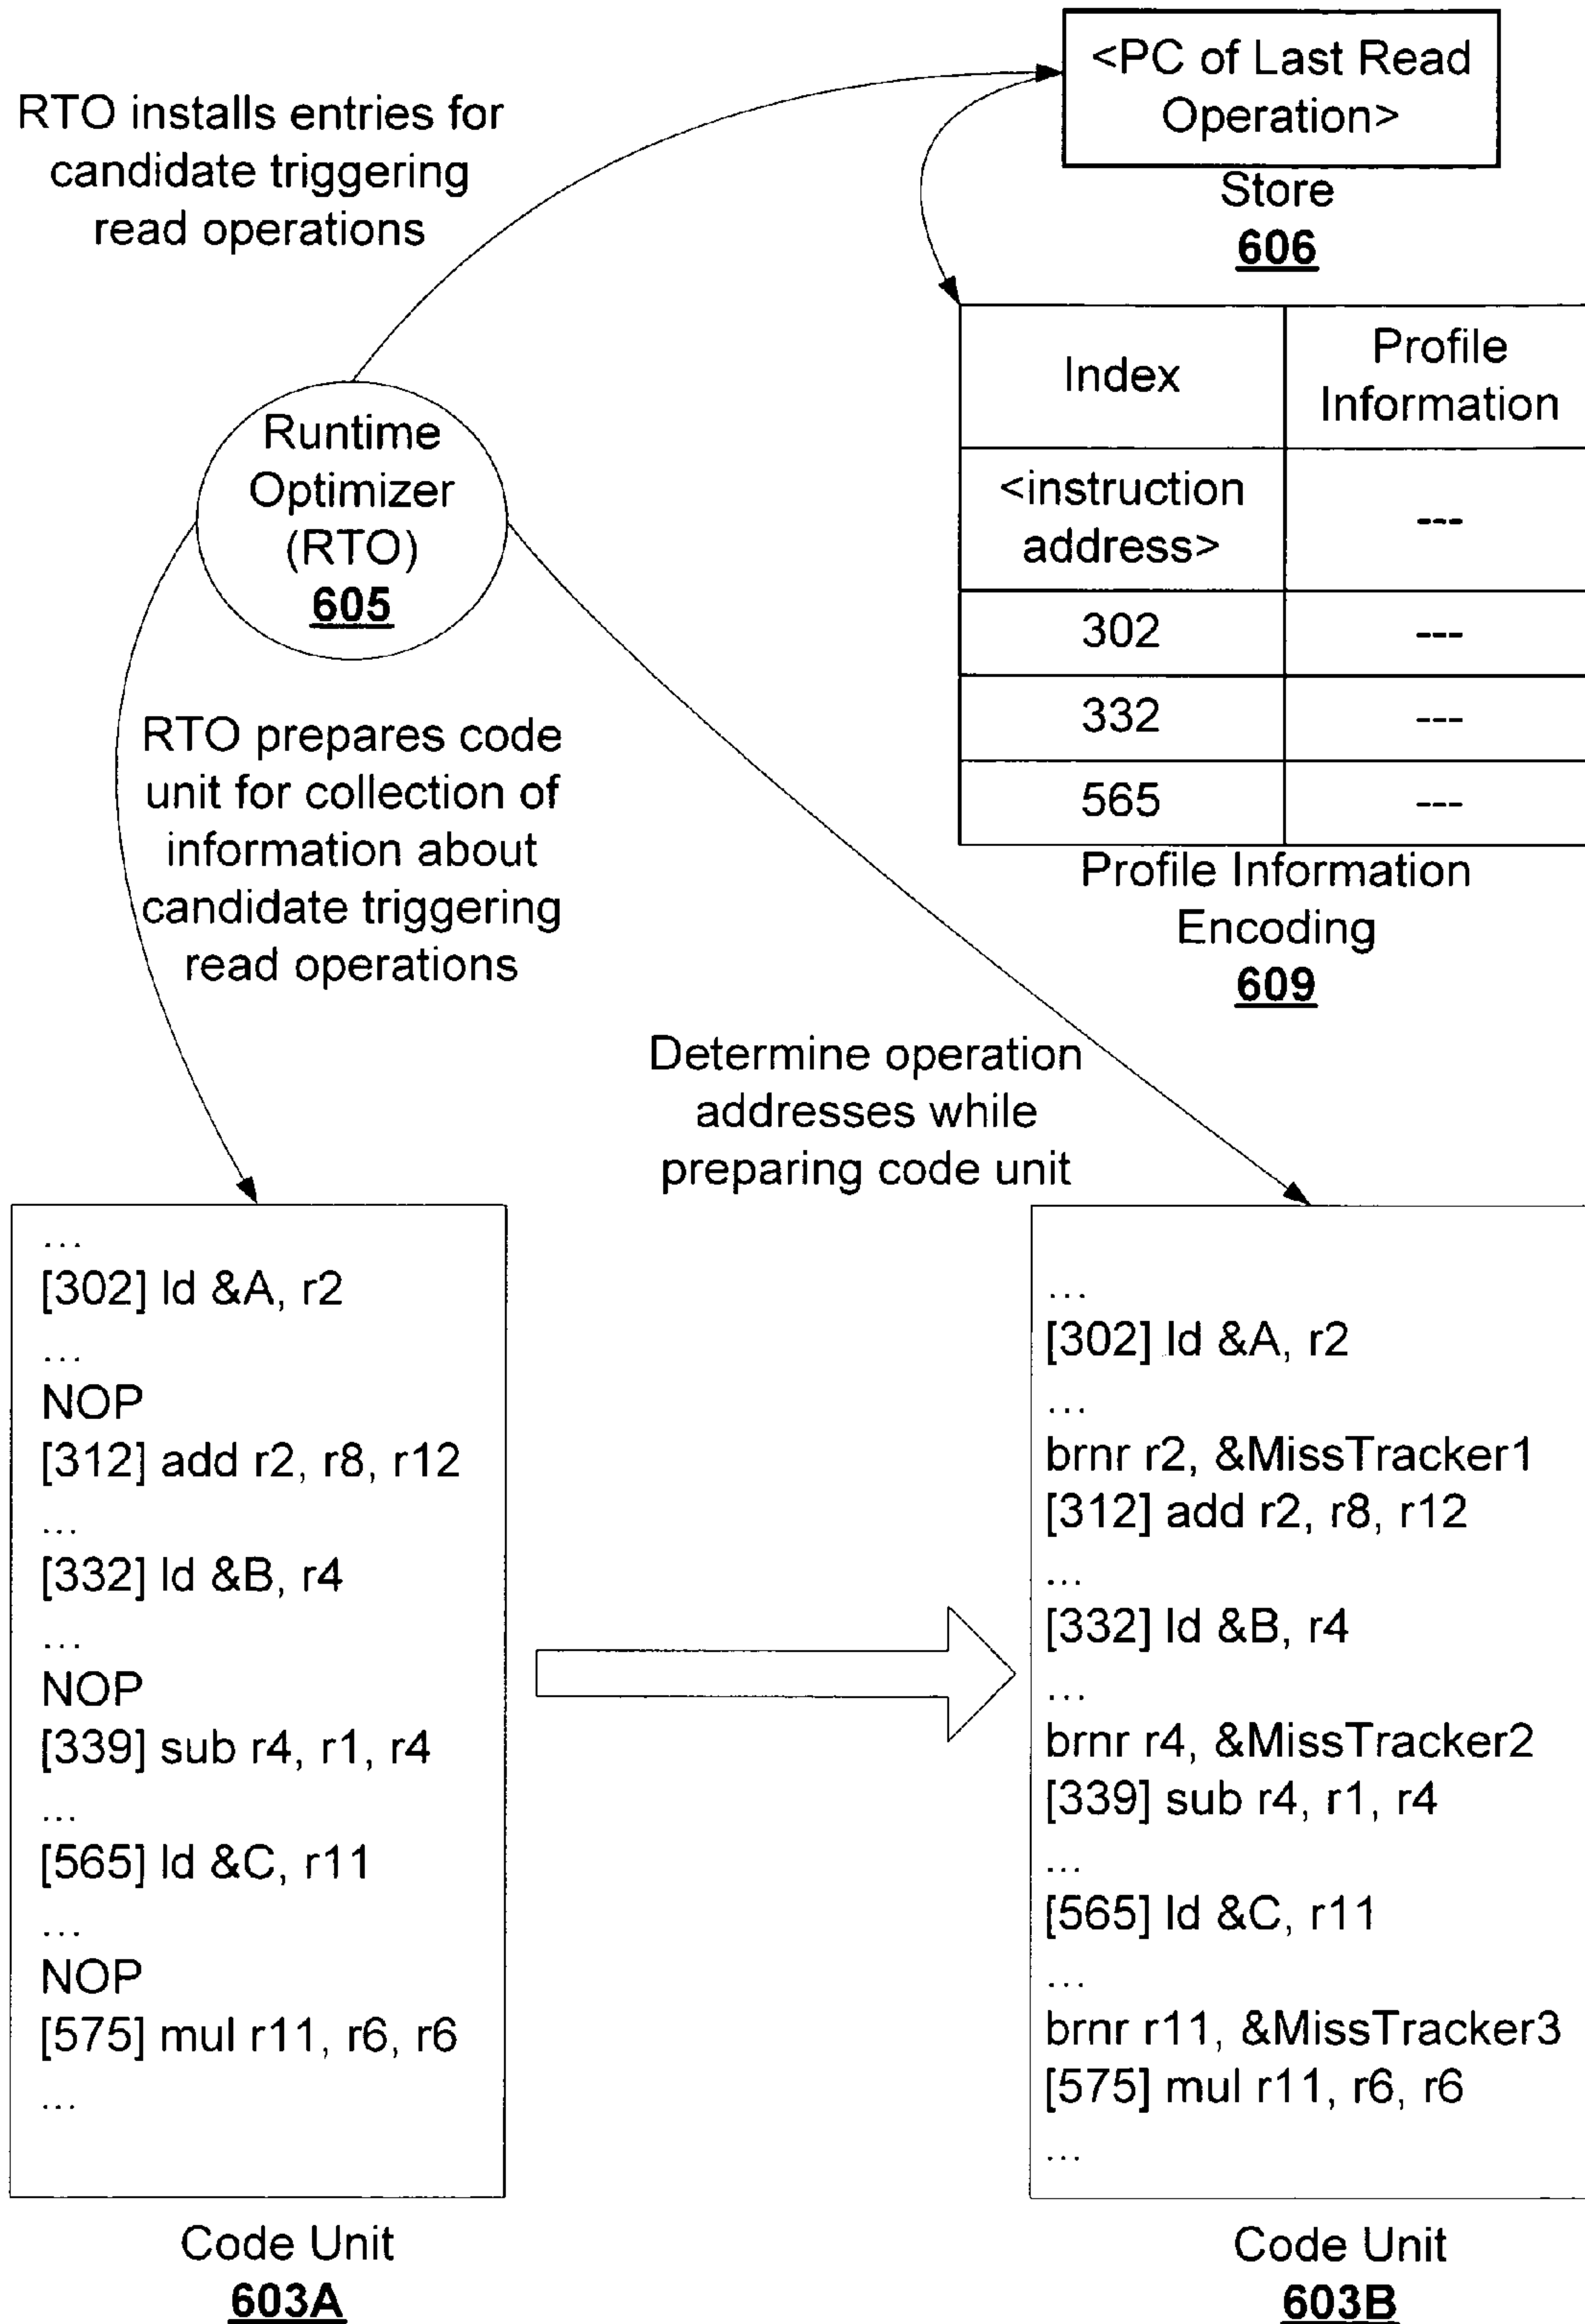 <PC of Last Read
Operation>
Store
606
RTO installs entries for
candidate triggering
read operations
Index
Profile
Information
<instruction
address>
---
302
---
332
---
565
---
Profile Information
Encoding
609
Runtime
Optimizer
(RTO)
605
RTO prepares code
unit for collection of
information about
candidate triggering
read operations
Determine operation
addresses while
preparing code unit
...
[302] ld &A, r2
...
NOP
[312] add r2, r8, r12
...
[332] ld &B, r4
...
NOP
[339] sub r4, r1, r4
...
[565] ld &C, r11
...
NOP
[575] mul r11, r6, r6
...
Code Unit
603A
...
[302] ld &A, r2
...
brnr r2, &MissTracker1
[312] add r2, r8, r12
...
[332] ld &B, r4
...
brnr r4, &MissTracker2
[339] sub r4, r1, r4
...
[565] ld &C, r11
...
brnr r11, &MissTracker3
[575] mul r11, r6, r6
...
Code Unit
603B